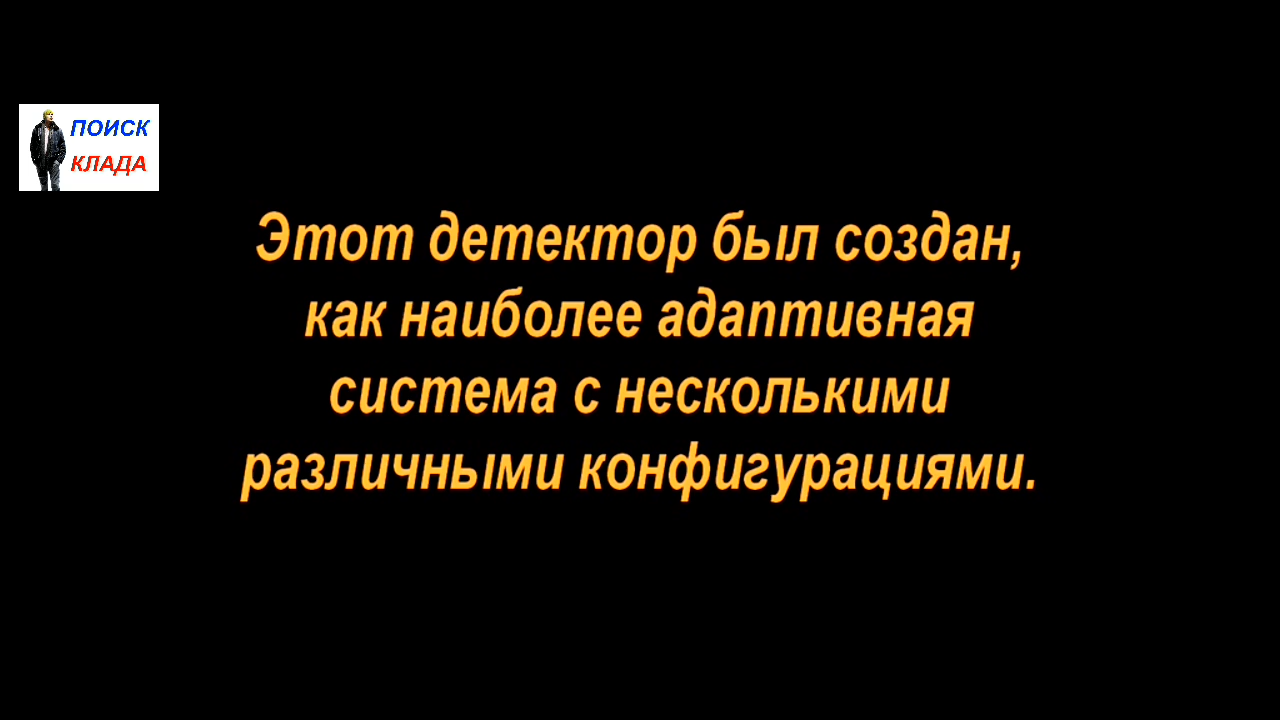 ПОИСК
КЛАДА
Этот детектор был создан,
как наиболее адаптивная
система с несколькими
различными конфигурациями.